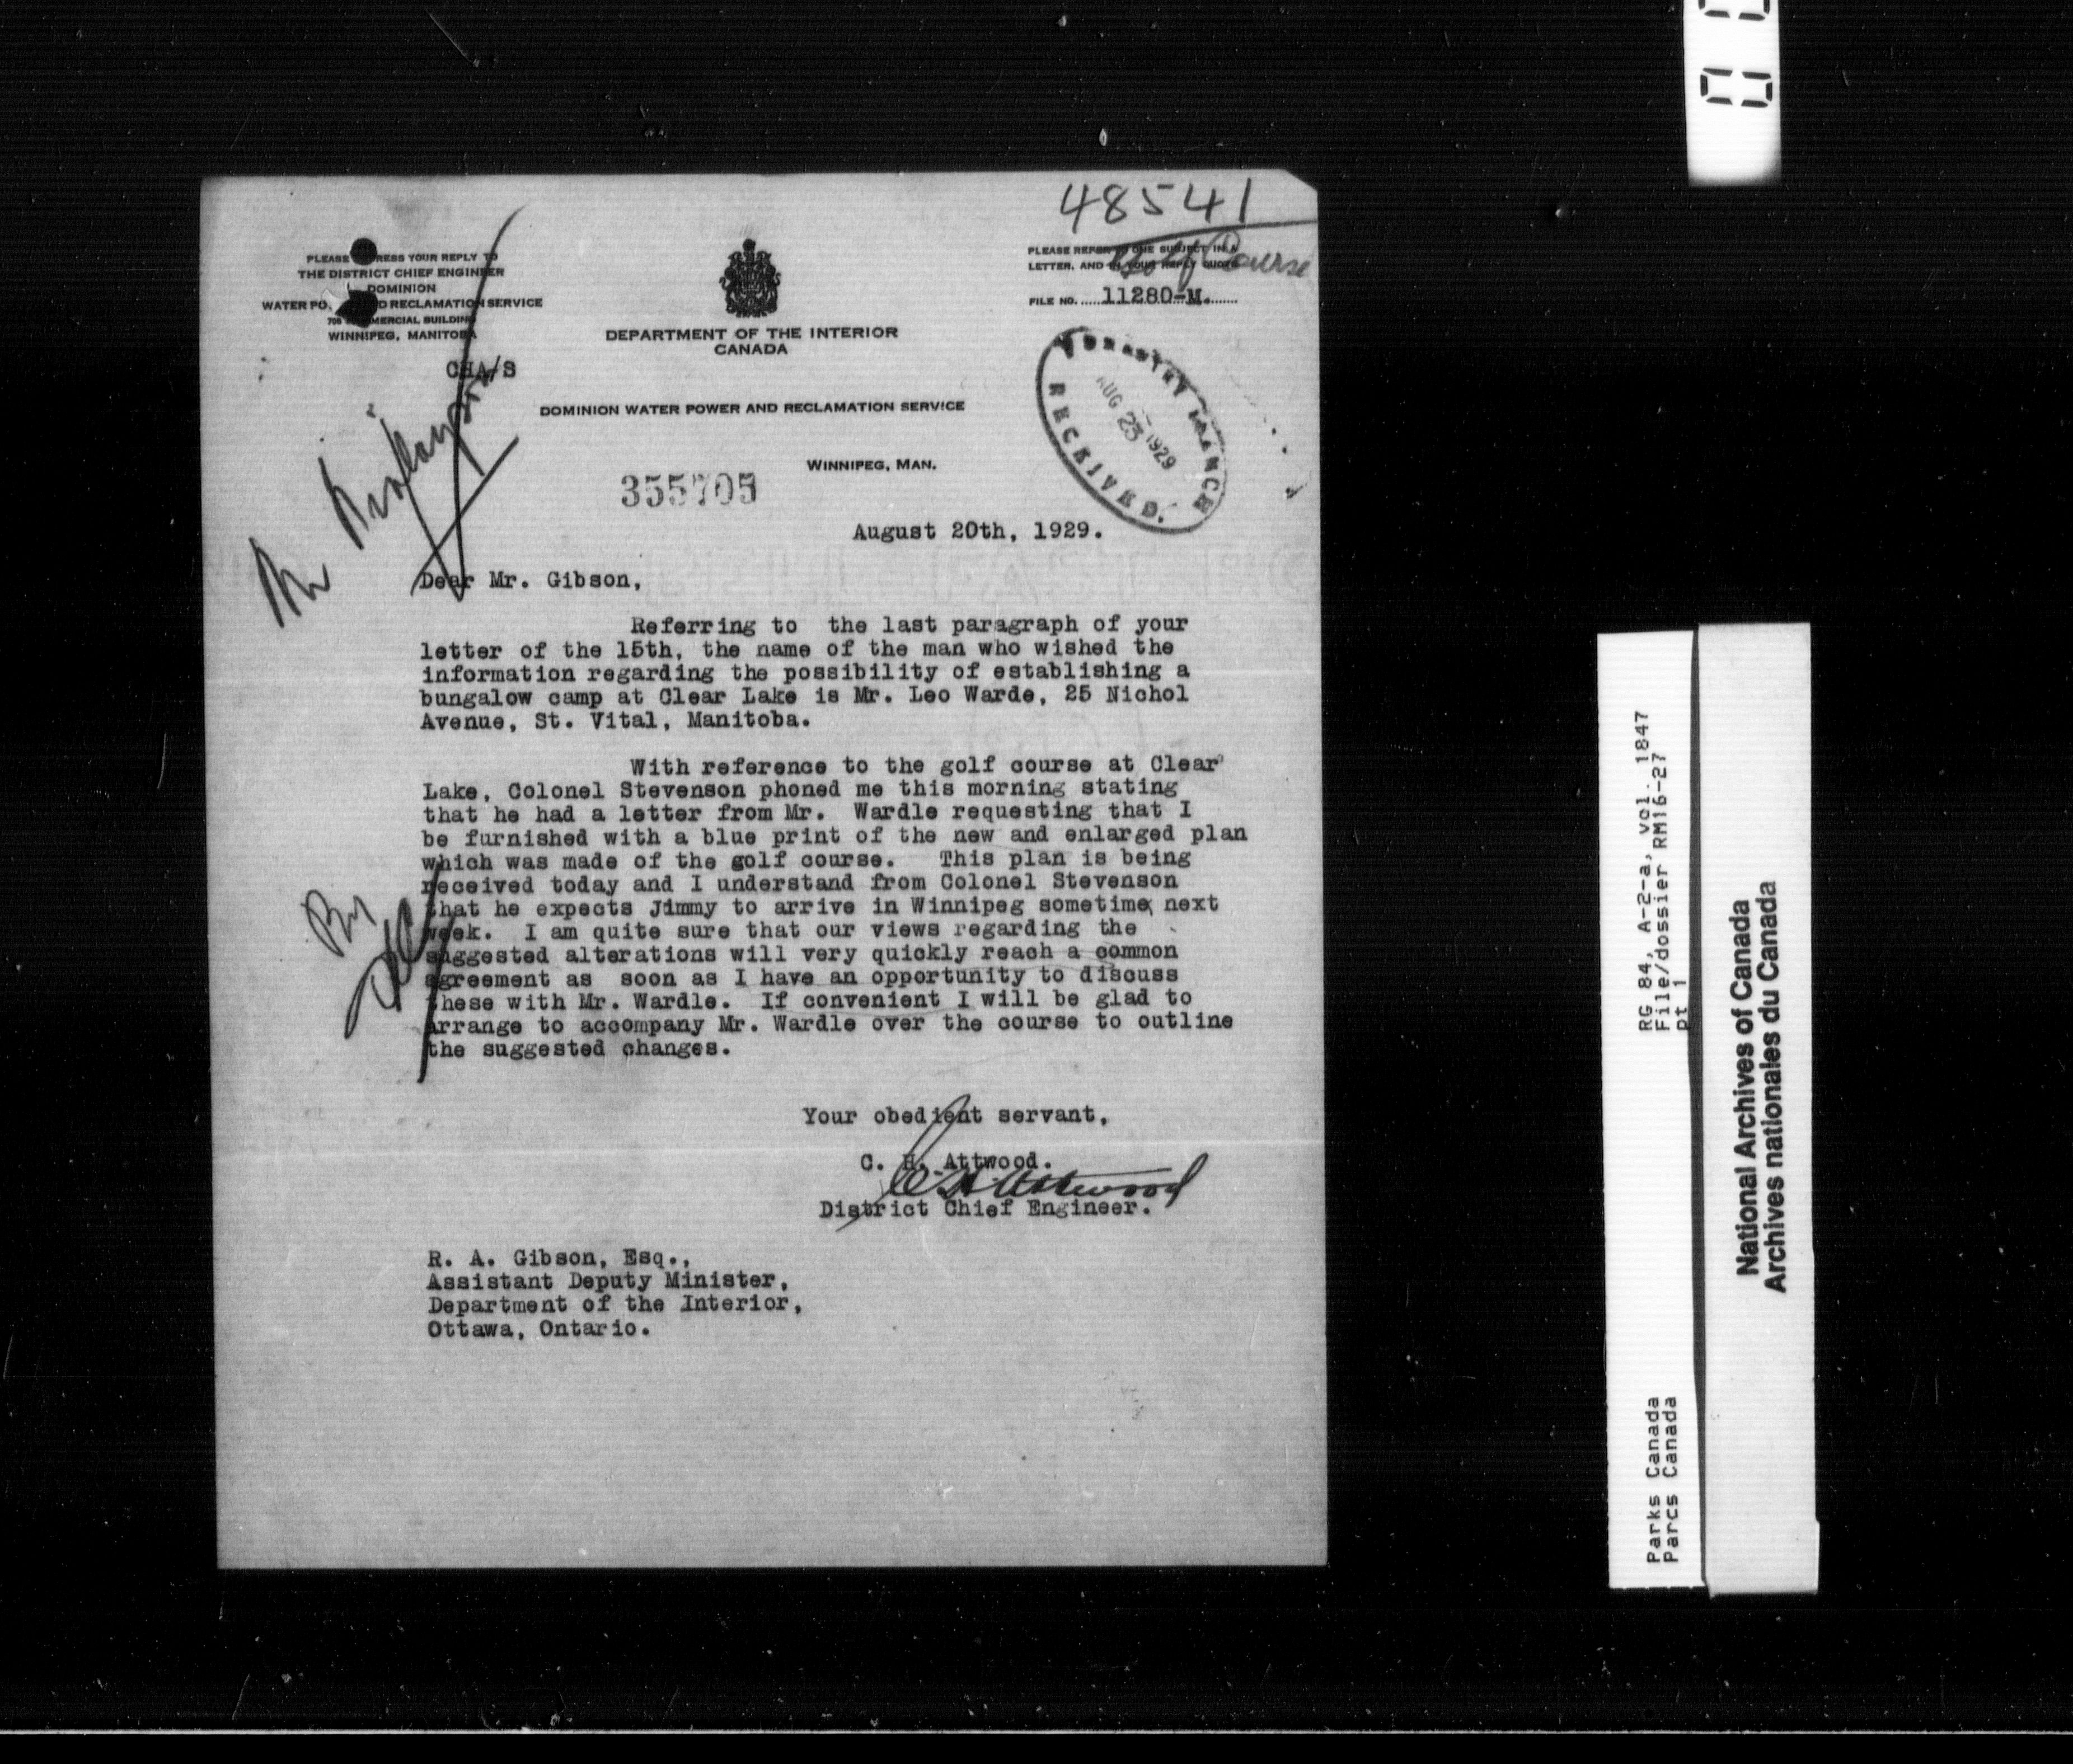 48541
Golf Course
PLEASE ADDRESS YOUR REPLY TO
THE DISTRICT CHIEF ENGINEER
DOMINION
WATER PO. D RECLAMATION SERVICE
MERCIAL BUILDING
WINNIPEG, MANITOBA
CHA/S
DEPARTMENT OF THE INTERIOR
CANADA
PLEASE REFER TO ONE SUBJECT IN A
LETTER, AND IN YOUR REPLY QUOTE
FILE NO. 11280-M.
DOMINION WATER POWER AND RECLAMATION SERVICE
FORESTRY BRANCH
AUG 23 1929
RECEIVED.
Mr Finlayson
WINNIPEG, MAN.
355705
August 20th, 1929.
Dear Mr. Gibson,
Referring to the last paragraph of your
letter of the 15th, the name of the man who wished the
information regarding the possibility of establishing a
bungalow camp at Clear Lake is Mr. Leo Warde, 25 Nichol
Avenue, St. Vital, Manitoba.
With reference to the golf course at Clear
Lake, Colonel Stevenson phoned me this morning stating
that he had a letter from Mr. Wardle requesting that I
be furnished with a blue print of the new and enlarged plan
which was made of the golf course. This plan is being
received today and I understand from Colonel Stevenson
that he expects Jimmy to arrive in Winnipeg sometime next
week. I am quite sure that our views regarding the
suggested alterations will very quickly reach a common
agreement as soon as I have an opportunity to discuss
these with Mr. Wardle. If convenient I will be glad to
arrange to accompany Mr. Wardle over the course to outline
the suggested changes.
Your obedient servant,
C. H. Attwood.
C H Attwood
District Chief Engineer.
R. A. Gibson, Esq.,
Assistant Deputy Minister,
Department of the Interior,
Ottawa, Ontario.
RG 84, A-2-a, vol. 1847
File/dossier RM16-27
pt 1
Parks Canada
Parcs Canada
National Archives of Canada
Archives nationales du Canada